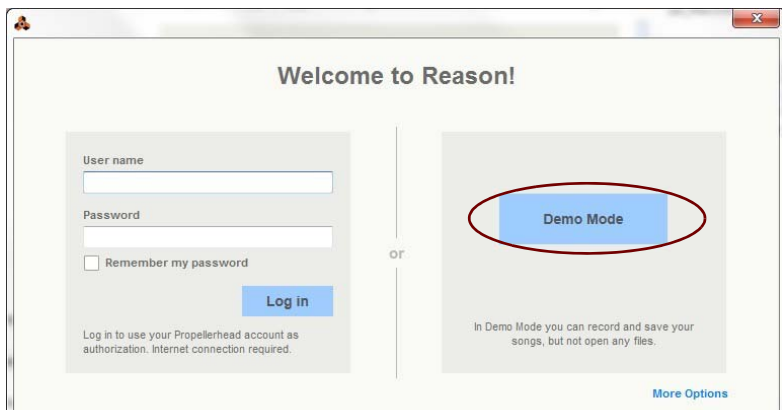 Welcome to Reason!
User name
Password
Remember my password
Log in
Log in to use your Propellerhead account as
authorization. Internet connection required.
or
Demo Mode
In Demo Mode you can record and save your
songs, but not open any files.
More Options